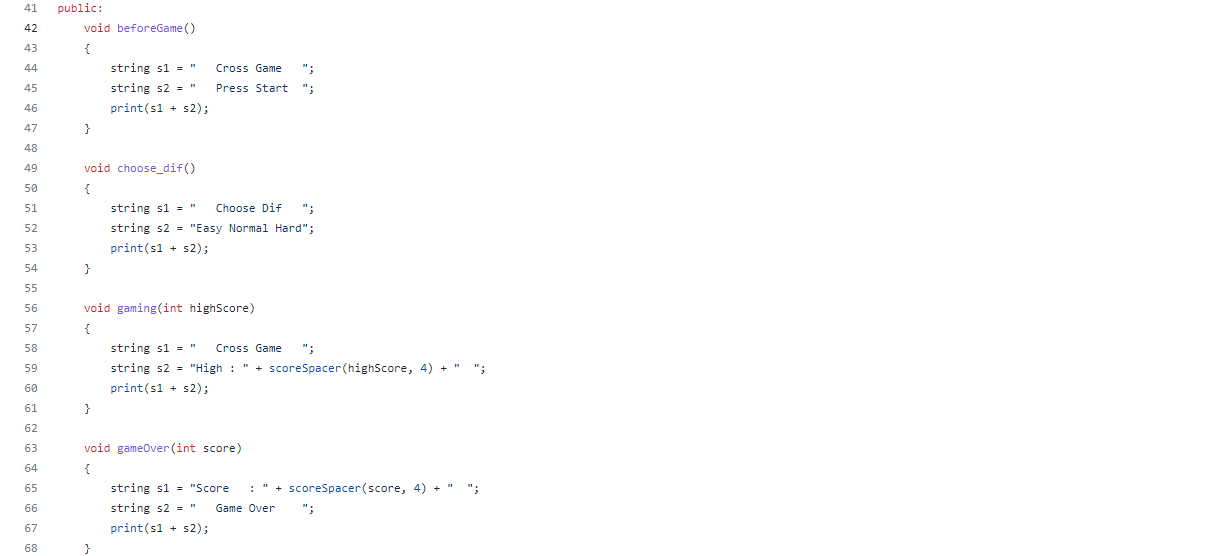 41 public:
42     void beforeGame()
43     {
44         string s1 = "   Cross Game   ";
45         string s2 = "   Press Start  ";
46         print(s1 + s2);
47     }
48
49     void choose_dif()
50     {
51         string s1 = "   Choose Dif   ";
52         string s2 = "Easy Normal Hard";
53         print(s1 + s2);
54     }
55
56     void gaming(int highScore)
57     {
58         string s1 = "   Cross Game   ";
59         string s2 = "High : " + scoreSpacer(highScore, 4) + "  ";
60         print(s1 + s2);
61     }
62
63     void gameOver(int score)
64     {
65         string s1 = "Score   : " + scoreSpacer(score, 4) + "  ";
66         string s2 = "   Game Over    ";
67         print(s1 + s2);
68     }